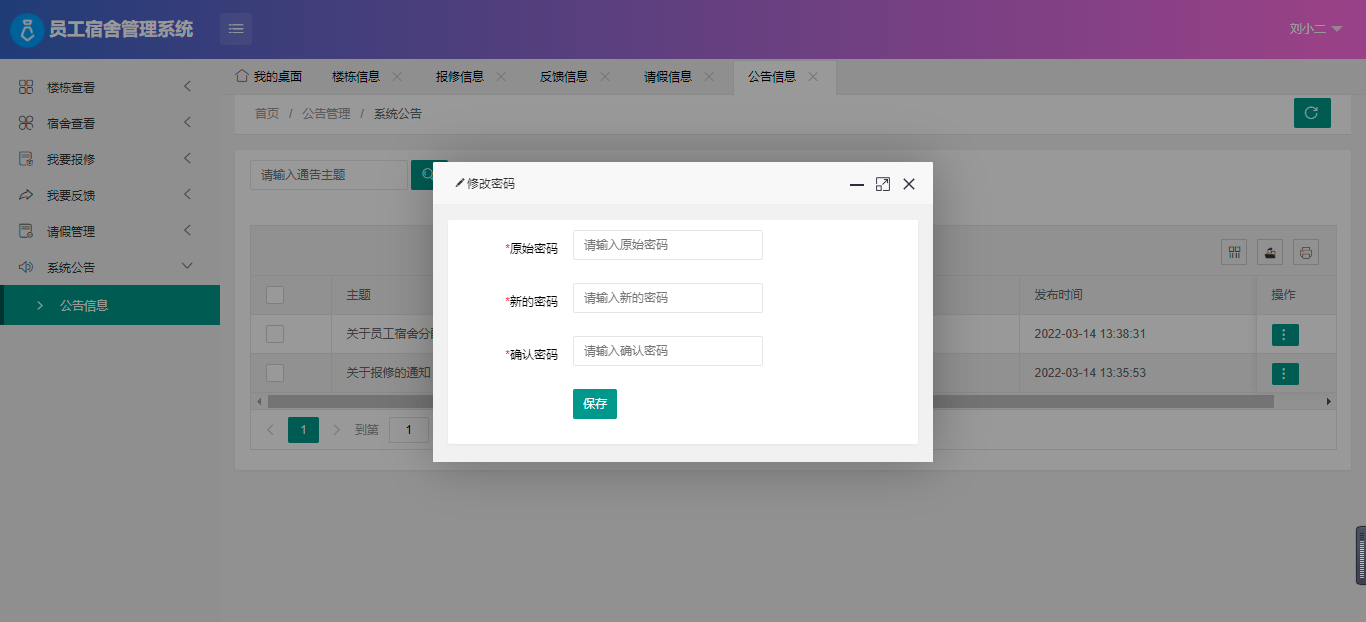 员工宿舍管理系统
刘小二
楼栋查看
宿舍查看
我要报修
我要反馈
请假管理
系统公告
公告信息
我的桌面 楼栋信息 报修信息 反馈信息 请假信息 公告信息
首页 / 公告管理 / 系统公告
请输入通告主题
主题 发布时间 操作
关于员工宿舍分 2022-03-14 13:38:31
关于报修的通知 2022-03-14 13:35:53
1 到第 1
修改密码
*原始密码 请输入原始密码
*新的密码 请输入新的密码
*确认密码 请输入确认密码
保存